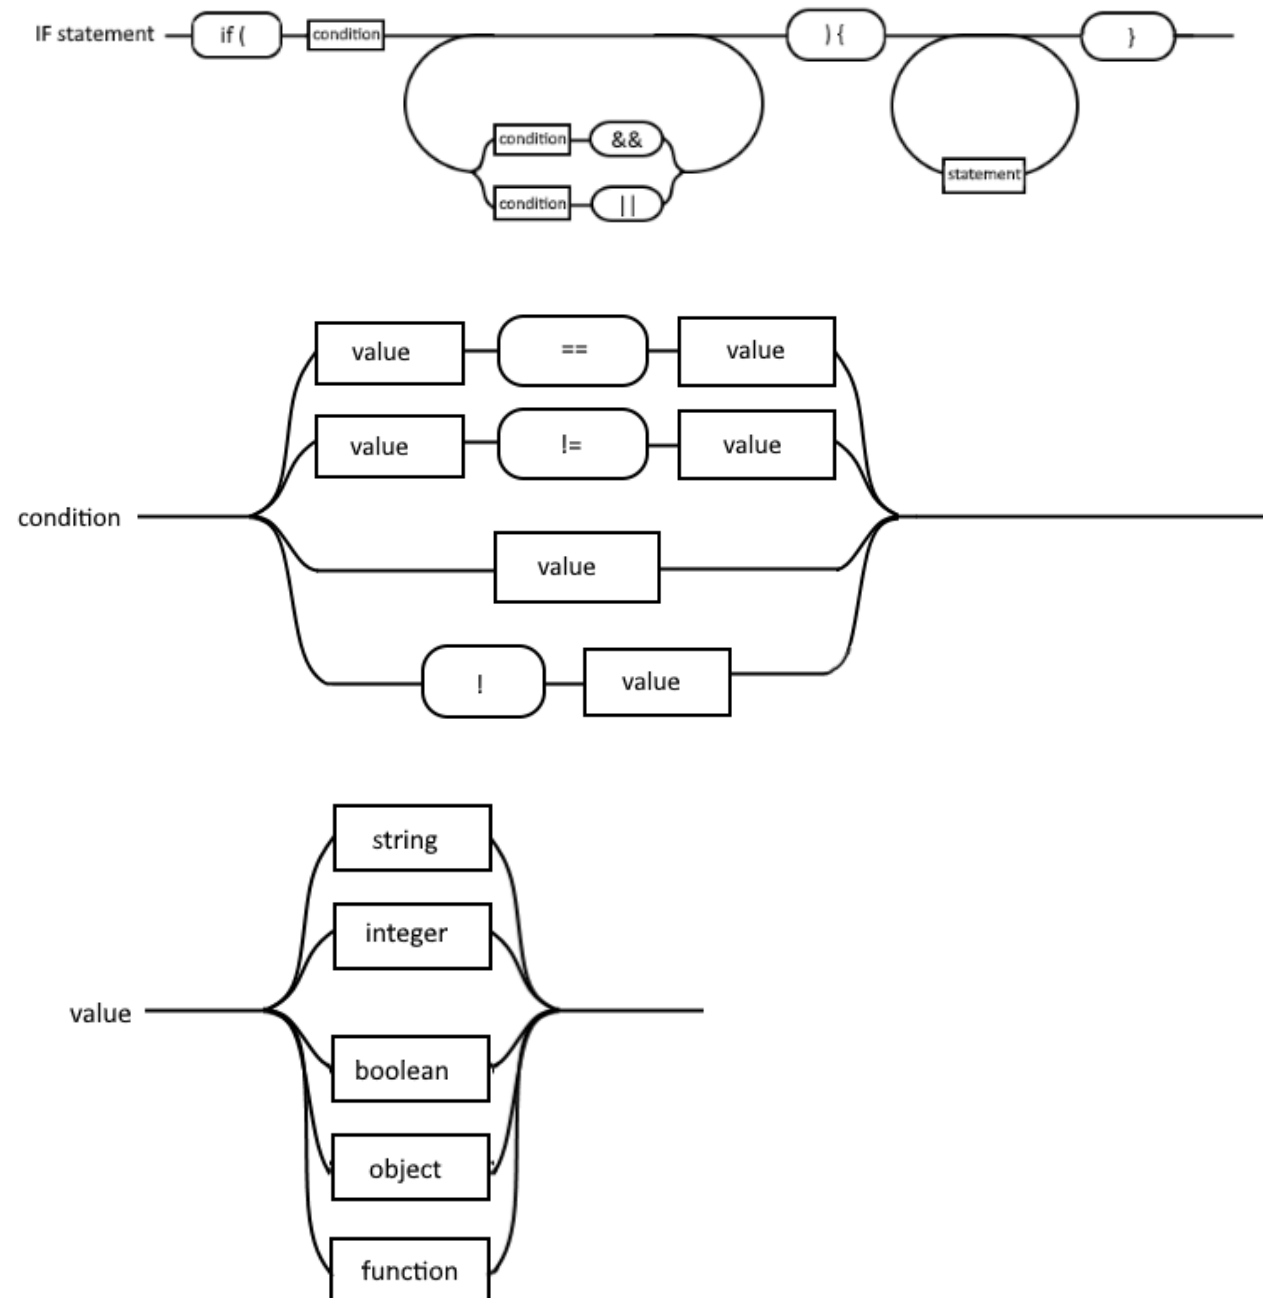 IF statement if ( condition ) { }
condition &&
condition ||
statement
value == value
value != value
condition
value
! value
string
integer
value
boolean
object
function